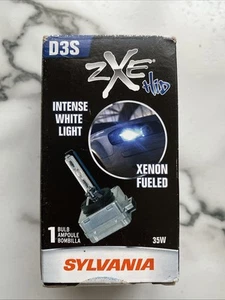 D3S
ZXE
HID
INTENSE
WHITE
LIGHT
XENON
FUELED
1 BULB
AMPOULE
BOMBILLA
35W
SYLVANIA